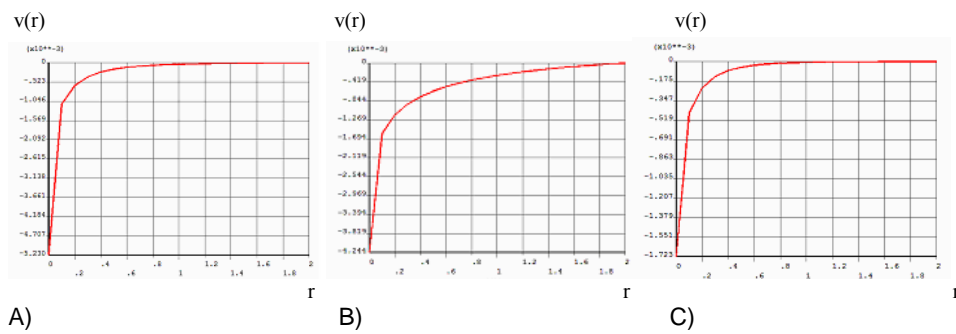 v(r) v(r) v(r)
(x10**-3) (x10**-3) (x10**-3)
0 0 0
-.523 -.419 -.175
-1.046 -.844 -.347
-1.569 -1.269 -.519
-2.092 -1.694 -.691
-2.615 -2.119 -.863
-3.138 -2.544 -1.035
-3.661 -2.969 -1.207
-4.184 -3.394 -1.379
-4.707 -3.819 -1.551
-5.230 -4.244 -1.723
0 .4 .8 1.2 1.6 2 0 .4 .8 1.2 1.6 2 0 .4 .8 1.2 1.6 2
.2 .6 1 1.4 1.8 .2 .6 1 1.4 1.8 .2 .6 1 1.4 1.8
r r r
A) B) C)